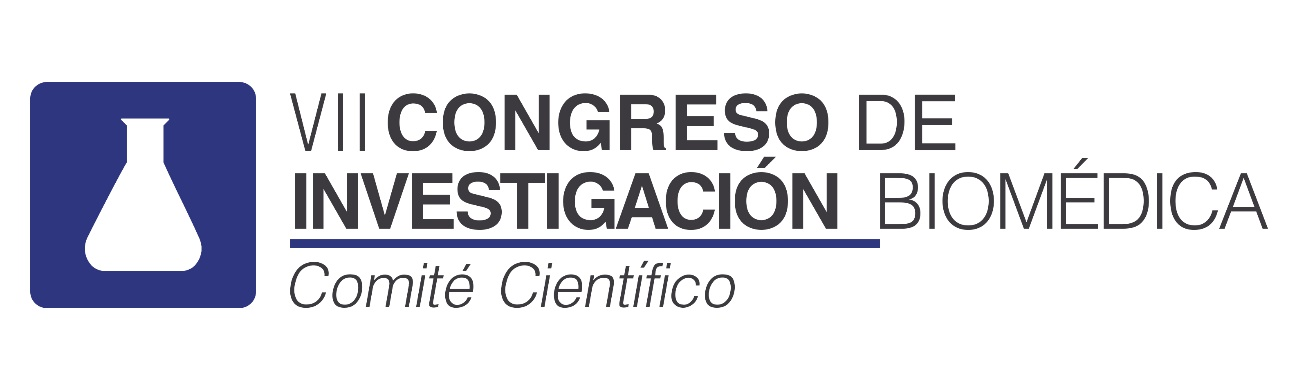 VII CONGRESO DE
INVESTIGACIÓN BIOMÉDICA
Comité Científico